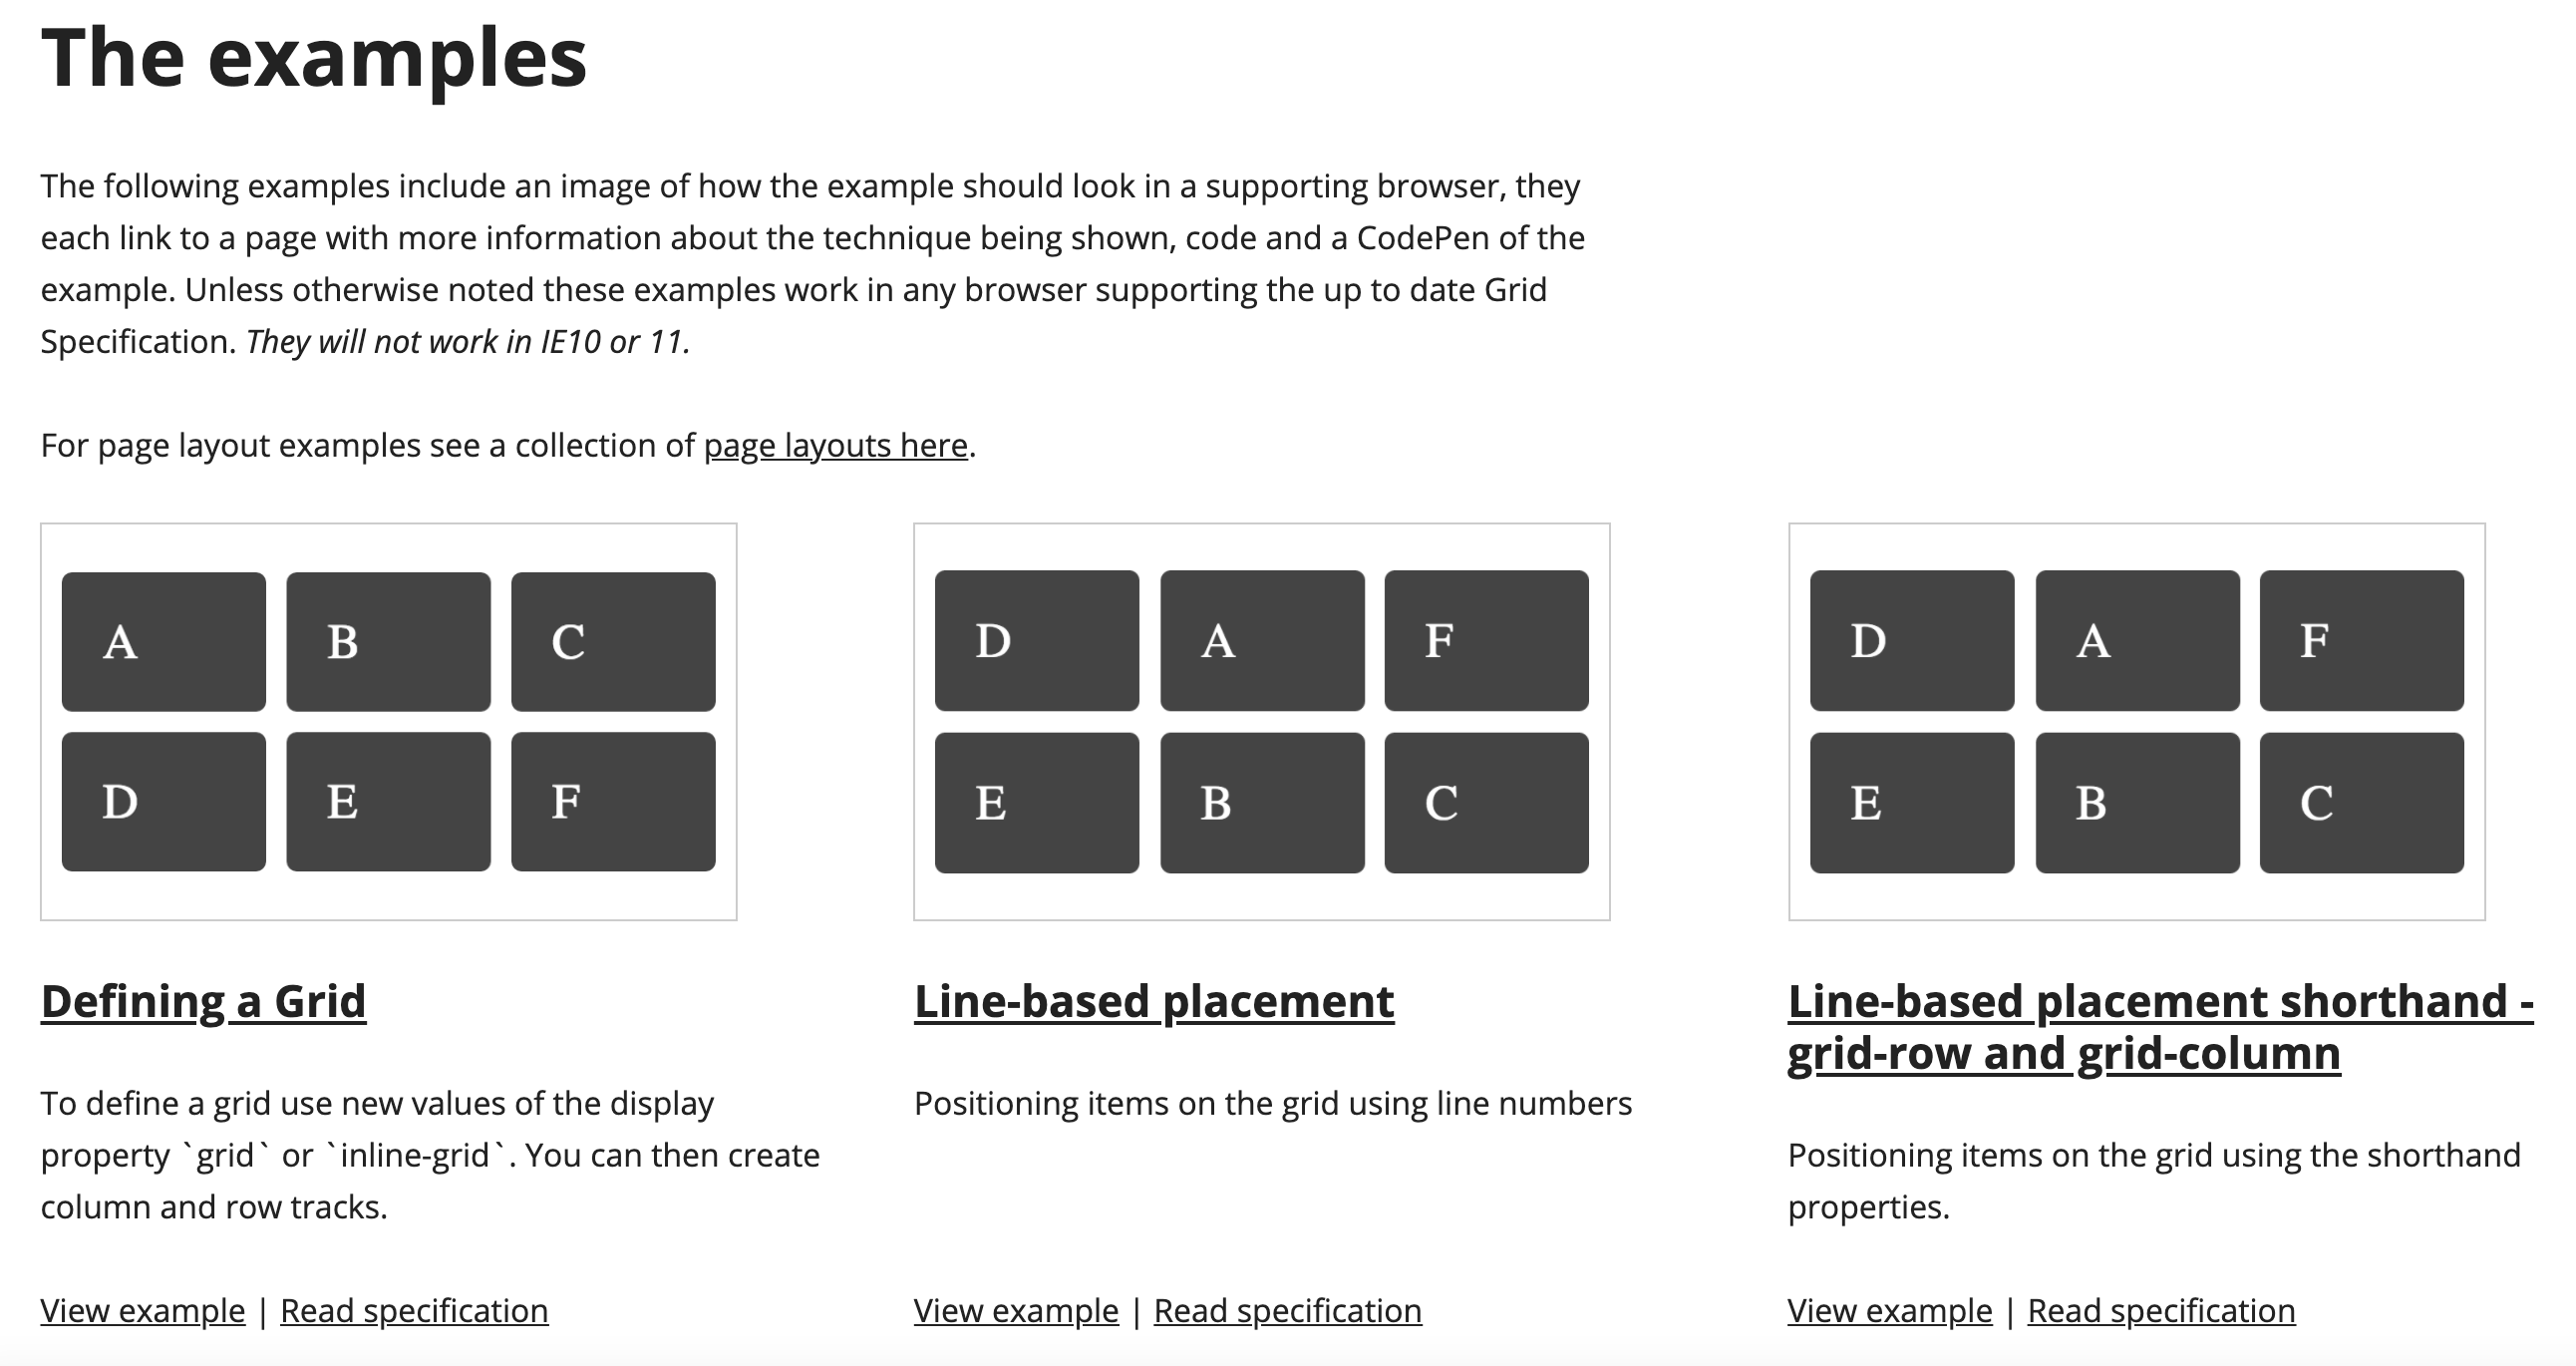 The examples
The following examples include an image of how the example should look in a supporting browser, they
each link to a page with more information about the technique being shown, code and a CodePen of the
example. Unless otherwise noted these examples work in any browser supporting the up to date Grid
Specification. They will not work in IE10 or 11.
For page layout examples see a collection of page layouts here.
A B C
D E F
Defining a Grid
To define a grid use new values of the display
property `grid` or `inline-grid`. You can then create
column and row tracks.
View example | Read specification
D A F
E B C
Line-based placement
Positioning items on the grid using line numbers
View example | Read specification
D A F
E B C
Line-based placement shorthand -
grid-row and grid-column
Positioning items on the grid using the shorthand
properties.
View example | Read specification